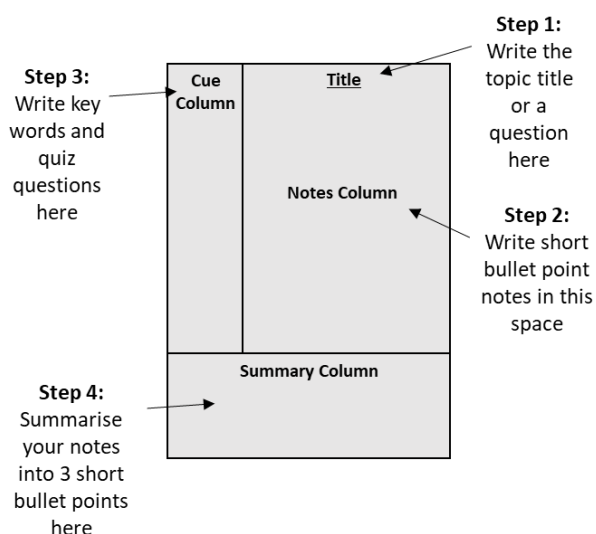 Step 1:
Write the
topic title
or a
question
here
Step 3:
Write key
words and
quiz
questions
here
Cue
Column
Title
Notes Column
Step 2:
Write short
bullet point
notes in this
space
Summary Column
Step 4:
Summarise
your notes
into 3 short
bullet points
here